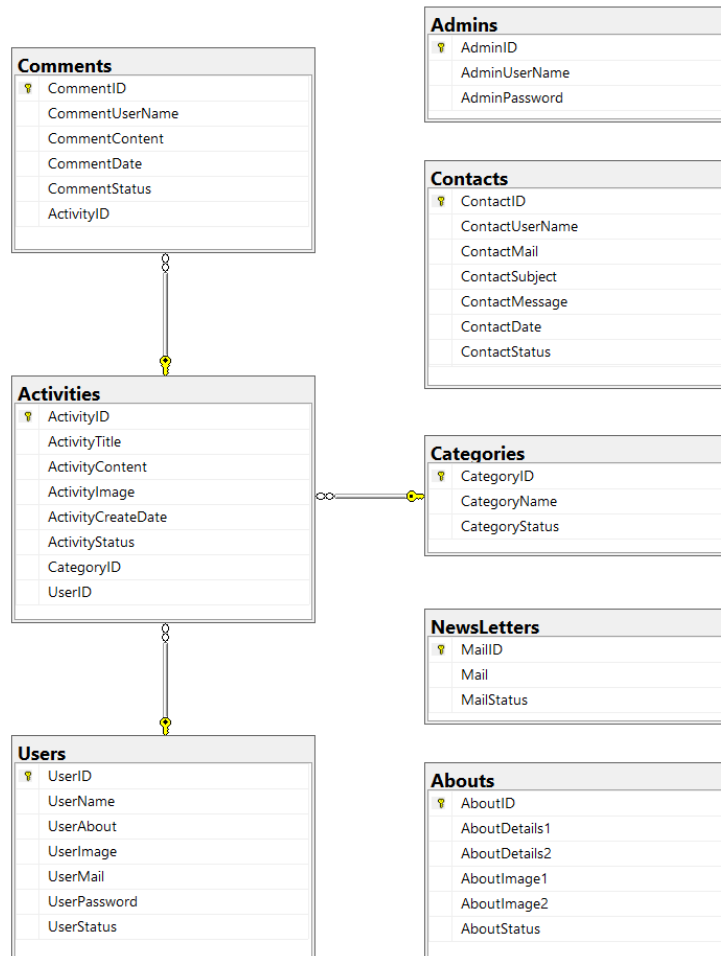 Comments
CommentID
CommentUserName
CommentContent
CommentDate
CommentStatus
ActivityID
Activities
ActivityID
ActivityTitle
ActivityContent
ActivityImage
ActivityCreateDate
ActivityStatus
CategoryID
UserID
Users
UserID
UserName
UserAbout
UserImage
UserMail
UserPassword
UserStatus
Admins
AdminID
AdminUserName
AdminPassword
Contacts
ContactID
ContactUserName
ContactMail
ContactSubject
ContactMessage
ContactDate
ContactStatus
Categories
CategoryID
CategoryName
CategoryStatus
NewsLetters
MailID
Mail
MailStatus
Abouts
AboutID
AboutDetails1
AboutDetails2
AboutImage1
AboutImage2
AboutStatus